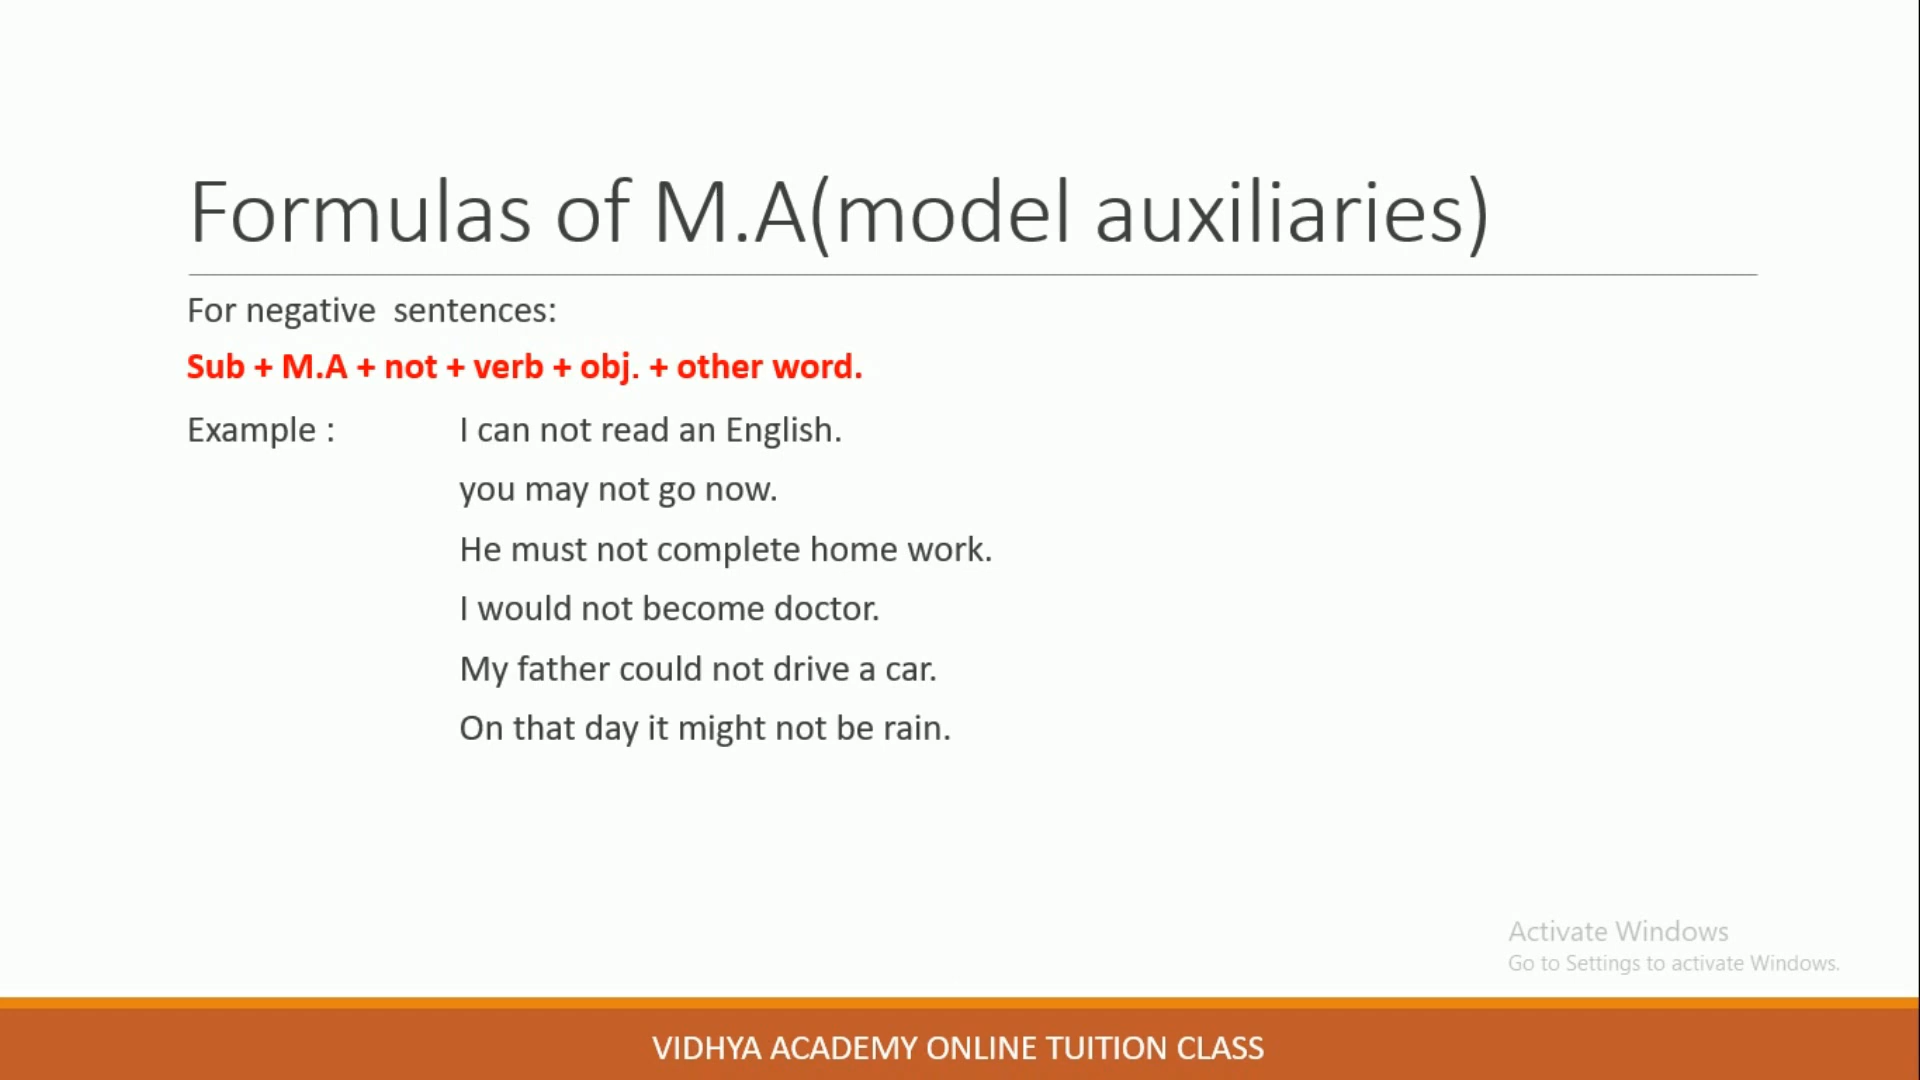 Formulas of M.A(model auxiliaries)
For negative sentences:
Sub + M.A + not + verb + obj. + other word.
Example : I can not read an English.
you may not go now.
He must not complete home work.
I would not become doctor.
My father could not drive a car.
On that day it might not be rain.
Activate Windows
Go to Settings to activate Windows.
VIDHYA ACADEMY ONLINE TUITION CLASS